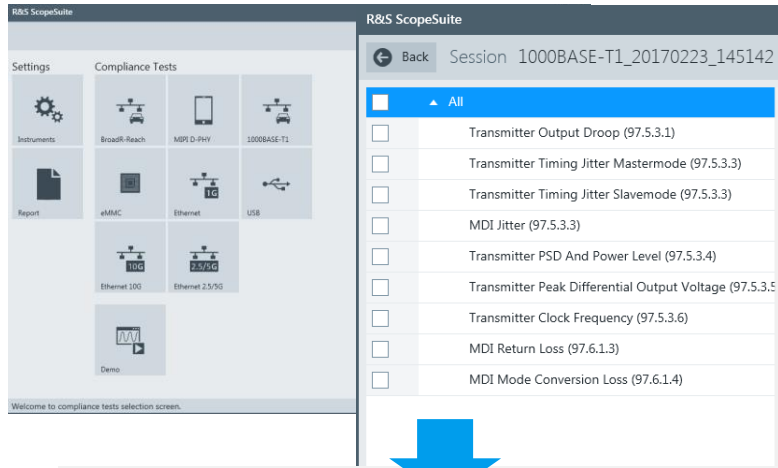 R&S ScopeSuite
Settings
Compliance Tests
Instruments
BroadR-Reach
MIPI D-PHY
1000BASE-T1
Report
eMMC
1G
Ethernet
USB
10G
Ethernet 10G
2.5/5G
Ethernet 2.5/5G
Demo
Welcome to compliance tests selection screen.
R&S ScopeSuite
Back Session 1000BASE-T1_20170223_145142
All
Transmitter Output Droop (97.5.3.1)
Transmitter Timing Jitter Mastermode (97.5.3.3)
Transmitter Timing Jitter Slavemode (97.5.3.3)
MDI Jitter (97.5.3.3)
Transmitter PSD And Power Level (97.5.3.4)
Transmitter Peak Differential Output Voltage (97.5.3.5
Transmitter Clock Frequency (97.5.3.6)
MDI Return Loss (97.6.1.3)
MDI Mode Conversion Loss (97.6.1.4)